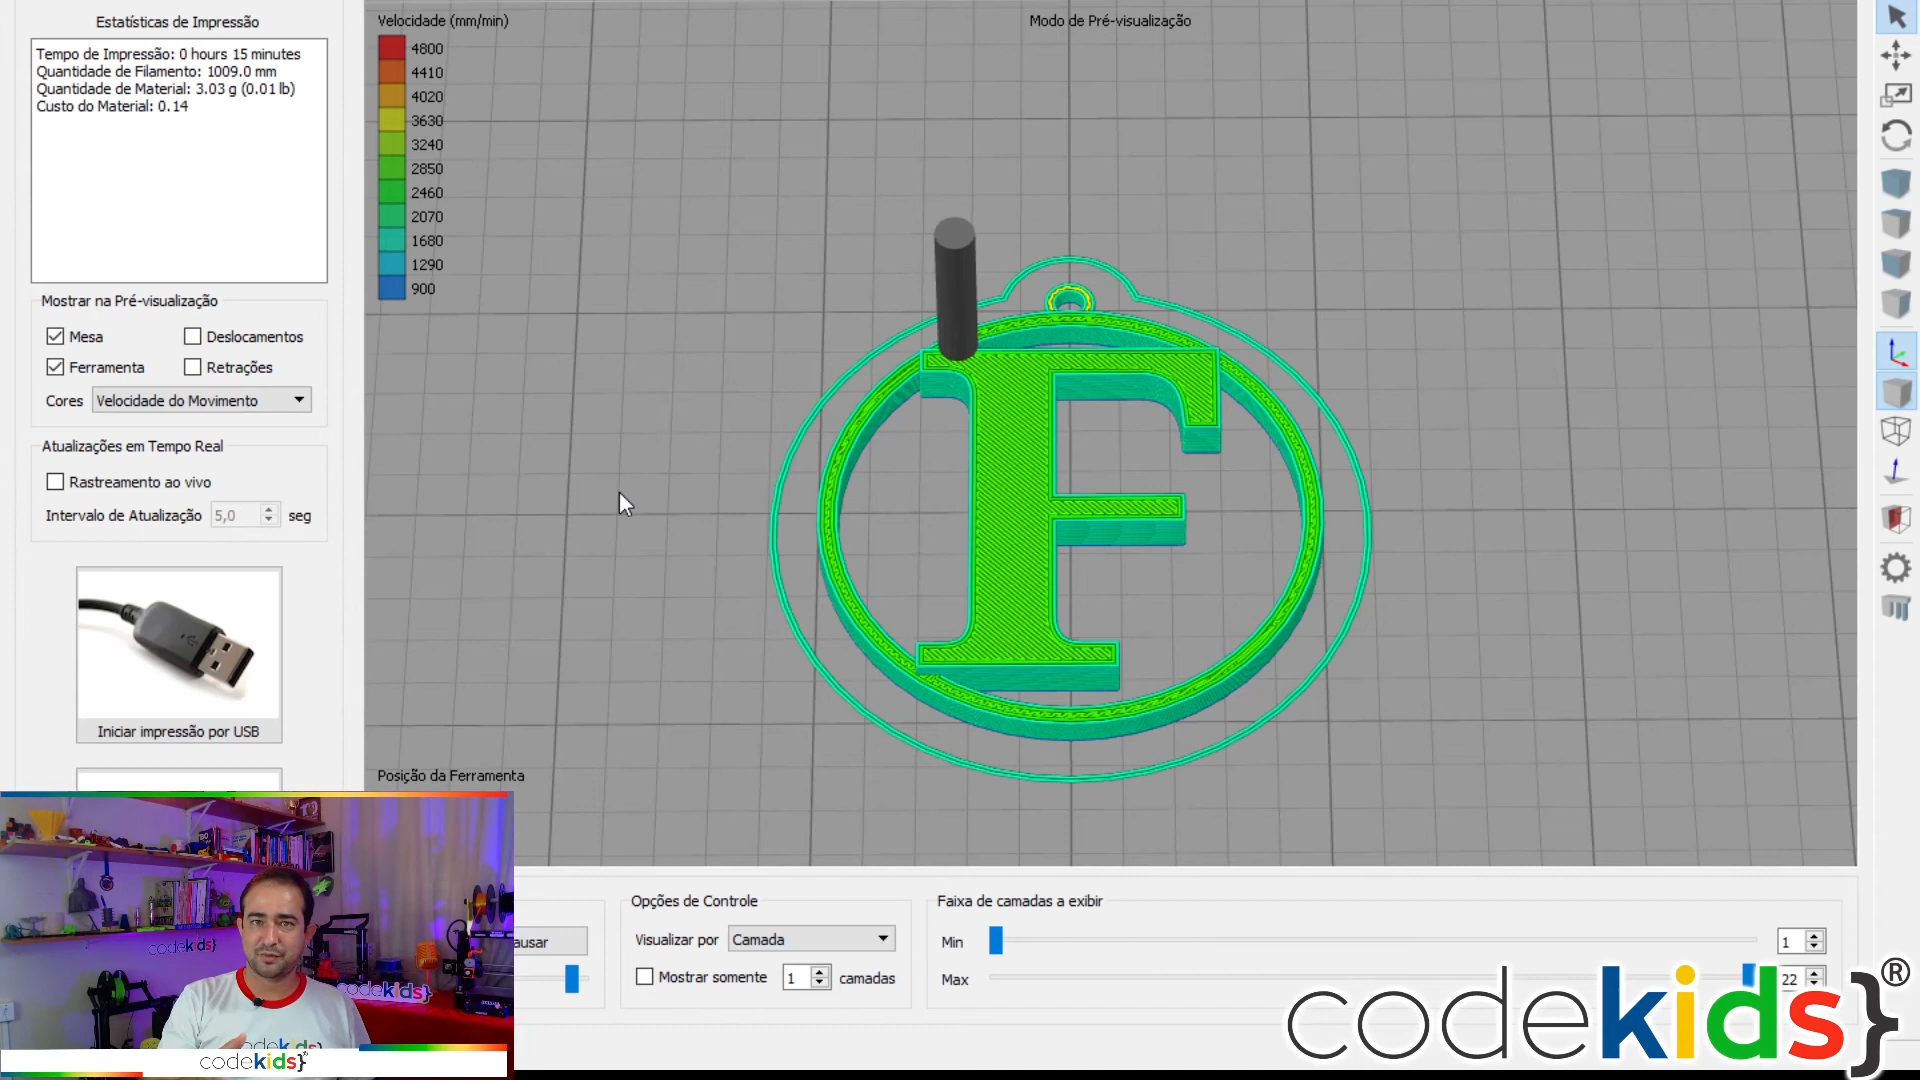 Estatísticas de Impressão
Tempo de Impressão: 0 hours 15 minutes
Quantidade de Filamento: 1009.0 mm
Quantidade de Material: 3.03 g (0.01 lb)
Custo do Material: 0.14
Mostrar na Pré-visualização
Mesa
Deslocamentos
Ferramenta
Retrações
Cores Velocidade do Movimento
Atualizações em Tempo Real
Rastreamento ao vivo
Intervalo de Atualização 5,0 seg
Iniciar impressão por USB
Velocidade (mm/min)
4800
4410
4020
3630
3240
2850
2460
2070
1680
1290
900
Modo de Pré-visualização
F
Posição da Ferramenta
ausar
Opções de Controle
Visualizar por Camada
Mostrar somente 1 camadas
Faixa de camadas a exibir
Min 1
Max 22
codekids}
codekids}
codekids}
codekids}®